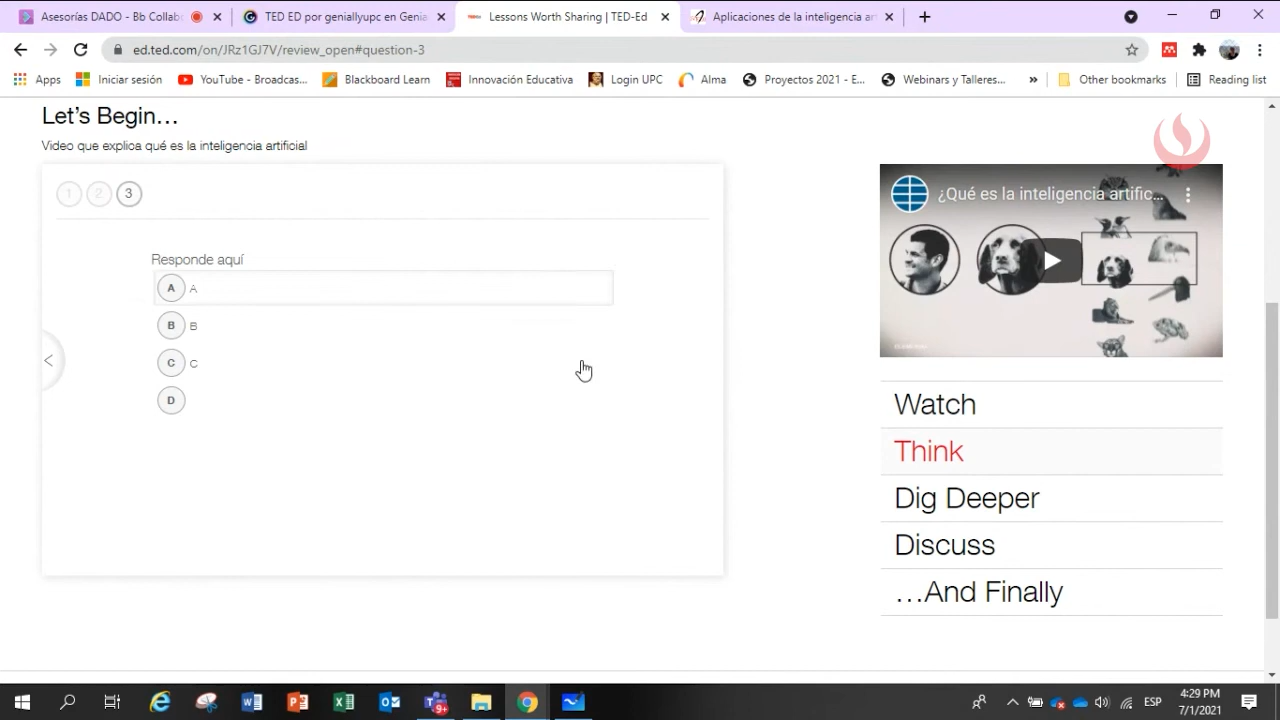 Asesorías DADO - Bb Collab
TED ED por geniallyupc en Genia
Lessons Worth Sharing | TED-Ed
Aplicaciones de la inteligencia ar
ed.ted.com/on/JRz1GJ7V/review_open#question-3
Apps
Iniciar sesión
YouTube - Broadcas...
Blackboard Learn
Innovación Educativa
Login UPC
Alma
Proyectos 2021 - E...
Webinars y Talleres...
»
Other bookmarks
Reading list
Let's Begin...
Video que explica qué es la inteligencia artificial
1 2 3
Responde aquí
A A
B B
C C
D
¿Qué es la inteligencia artific...
Watch
Think
Dig Deeper
Discuss
...And Finally
9+
ESP
4:29 PM
7/1/2021